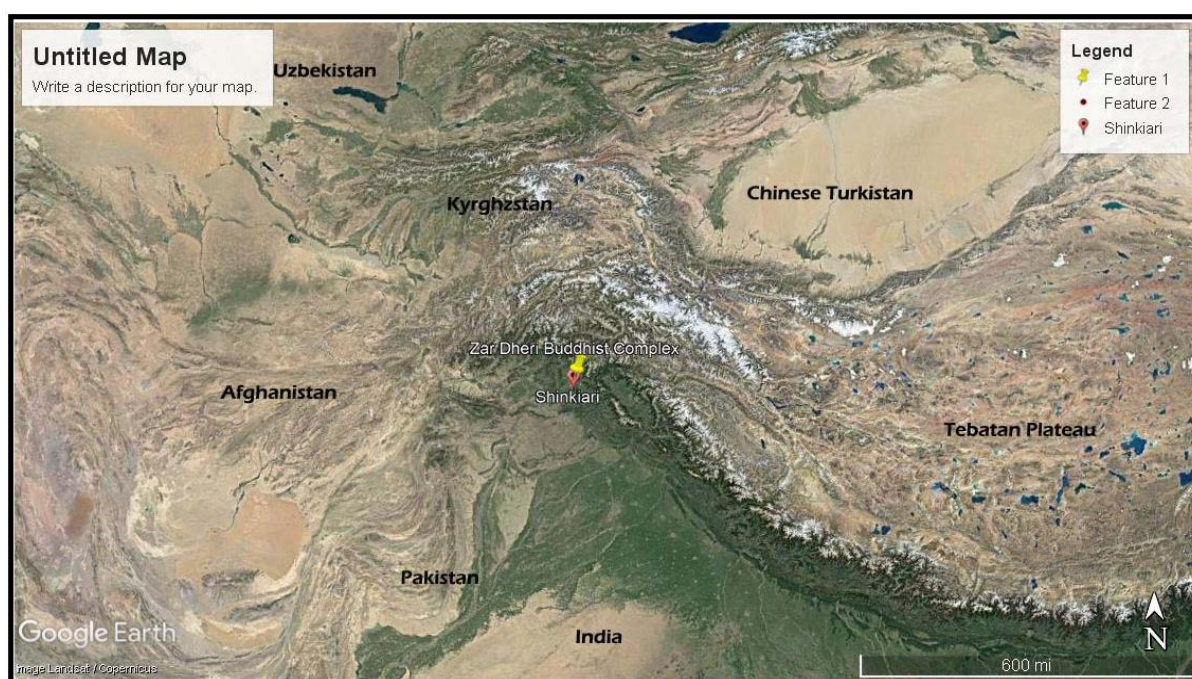 Untitled Map
Write a description for your map.
Uzbekistan
Legend
Feature 1
Feature 2
Shinkiari
Kyrghzstan
Chinese Turkistan
Zar Dheri Buddhist Complex
Shinkiari
Afghanistan
Tebatan Plateau
Pakistan
India
Google Earth
Image Landsat / Copernicus
N
600 mi